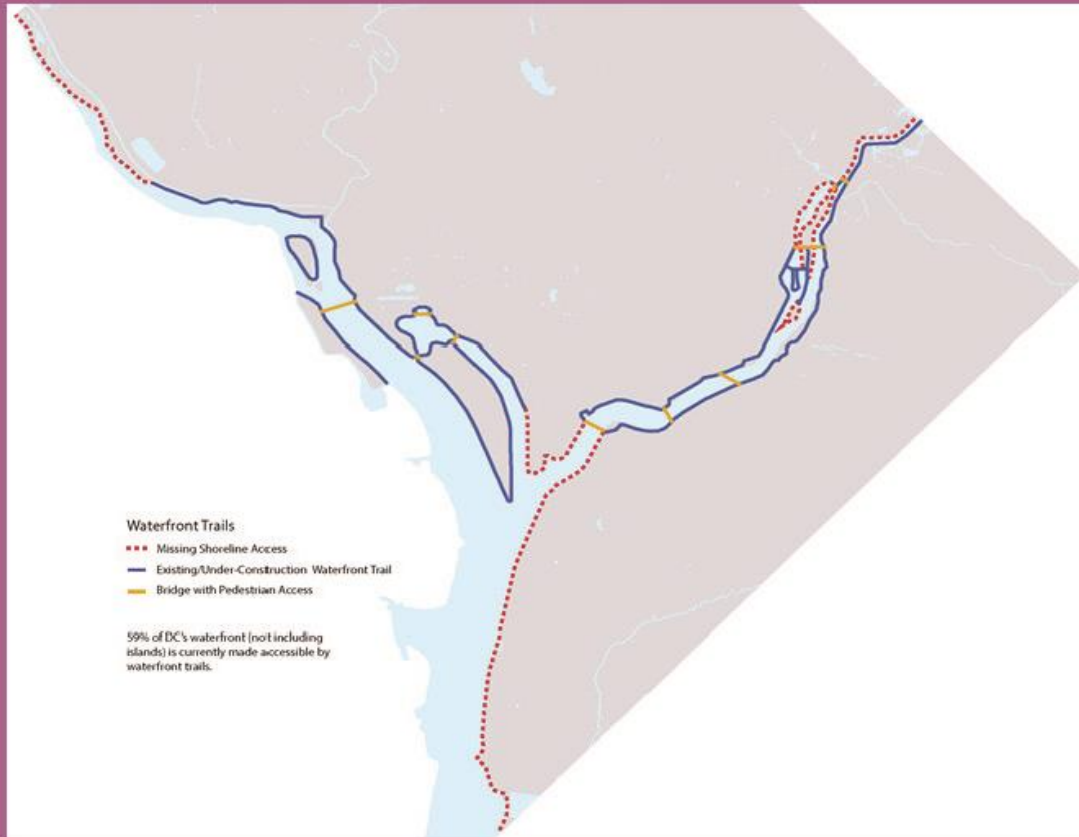 Waterfront Trails
Missing Shoreline Access
Existing/Under-Construction Waterfront Trail
Bridge with Pedestrian Access
59% of DC's waterfront (not including
islands) is currently made accessible by
waterfront trails.